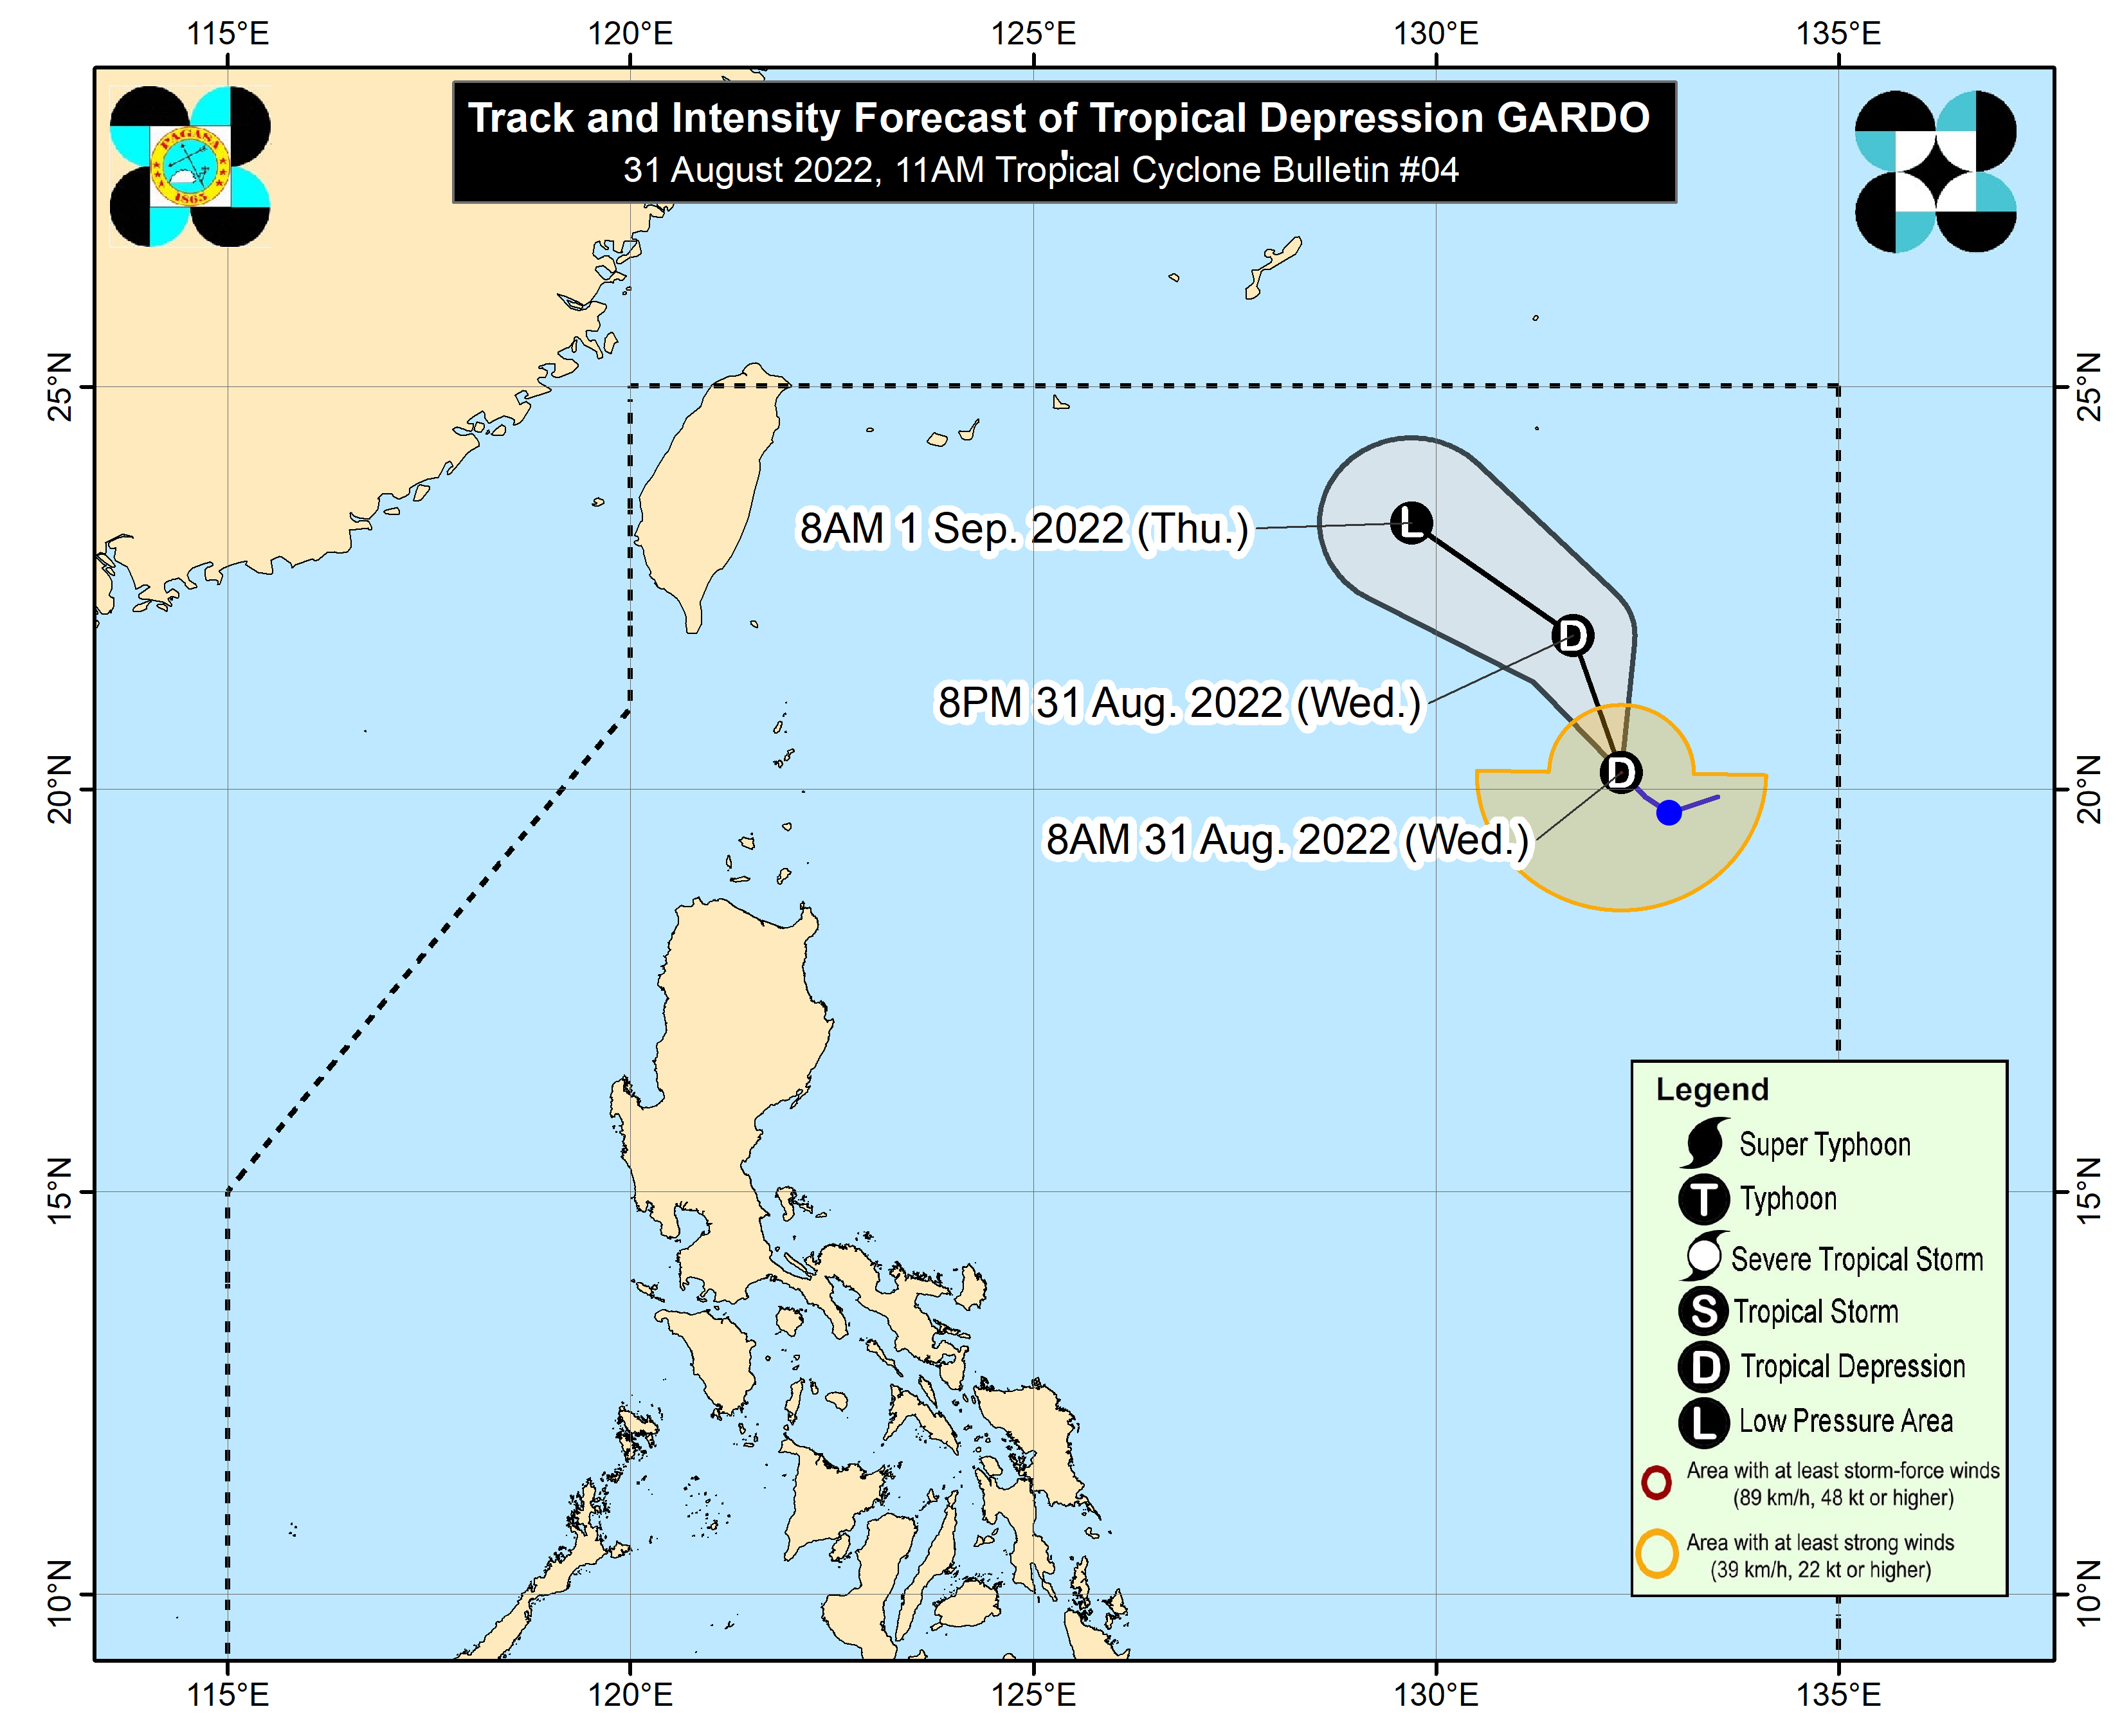 115°E 120°E 125°E 130°E 135°E
Track and Intensity Forecast of Tropical Depression GARDO
31 August 2022, 11AM Tropical Cyclone Bulletin #04
PAGASA
1865
25°N 25°N
8AM 1 Sep. 2022 (Thu.)
L
D
8PM 31 Aug. 2022 (Wed.)
D
20°N 20°N
8AM 31 Aug. 2022 (Wed.)
15°N 15°N
Legend
Super Typhoon
T Typhoon
Severe Tropical Storm
S Tropical Storm
D Tropical Depression
L Low Pressure Area
Area with at least storm-force winds
(89 km/h, 48 kt or higher)
Area with at least strong winds
(39 km/h, 22 kt or higher)
10°N 10°N
115°E 120°E 125°E 130°E 135°E